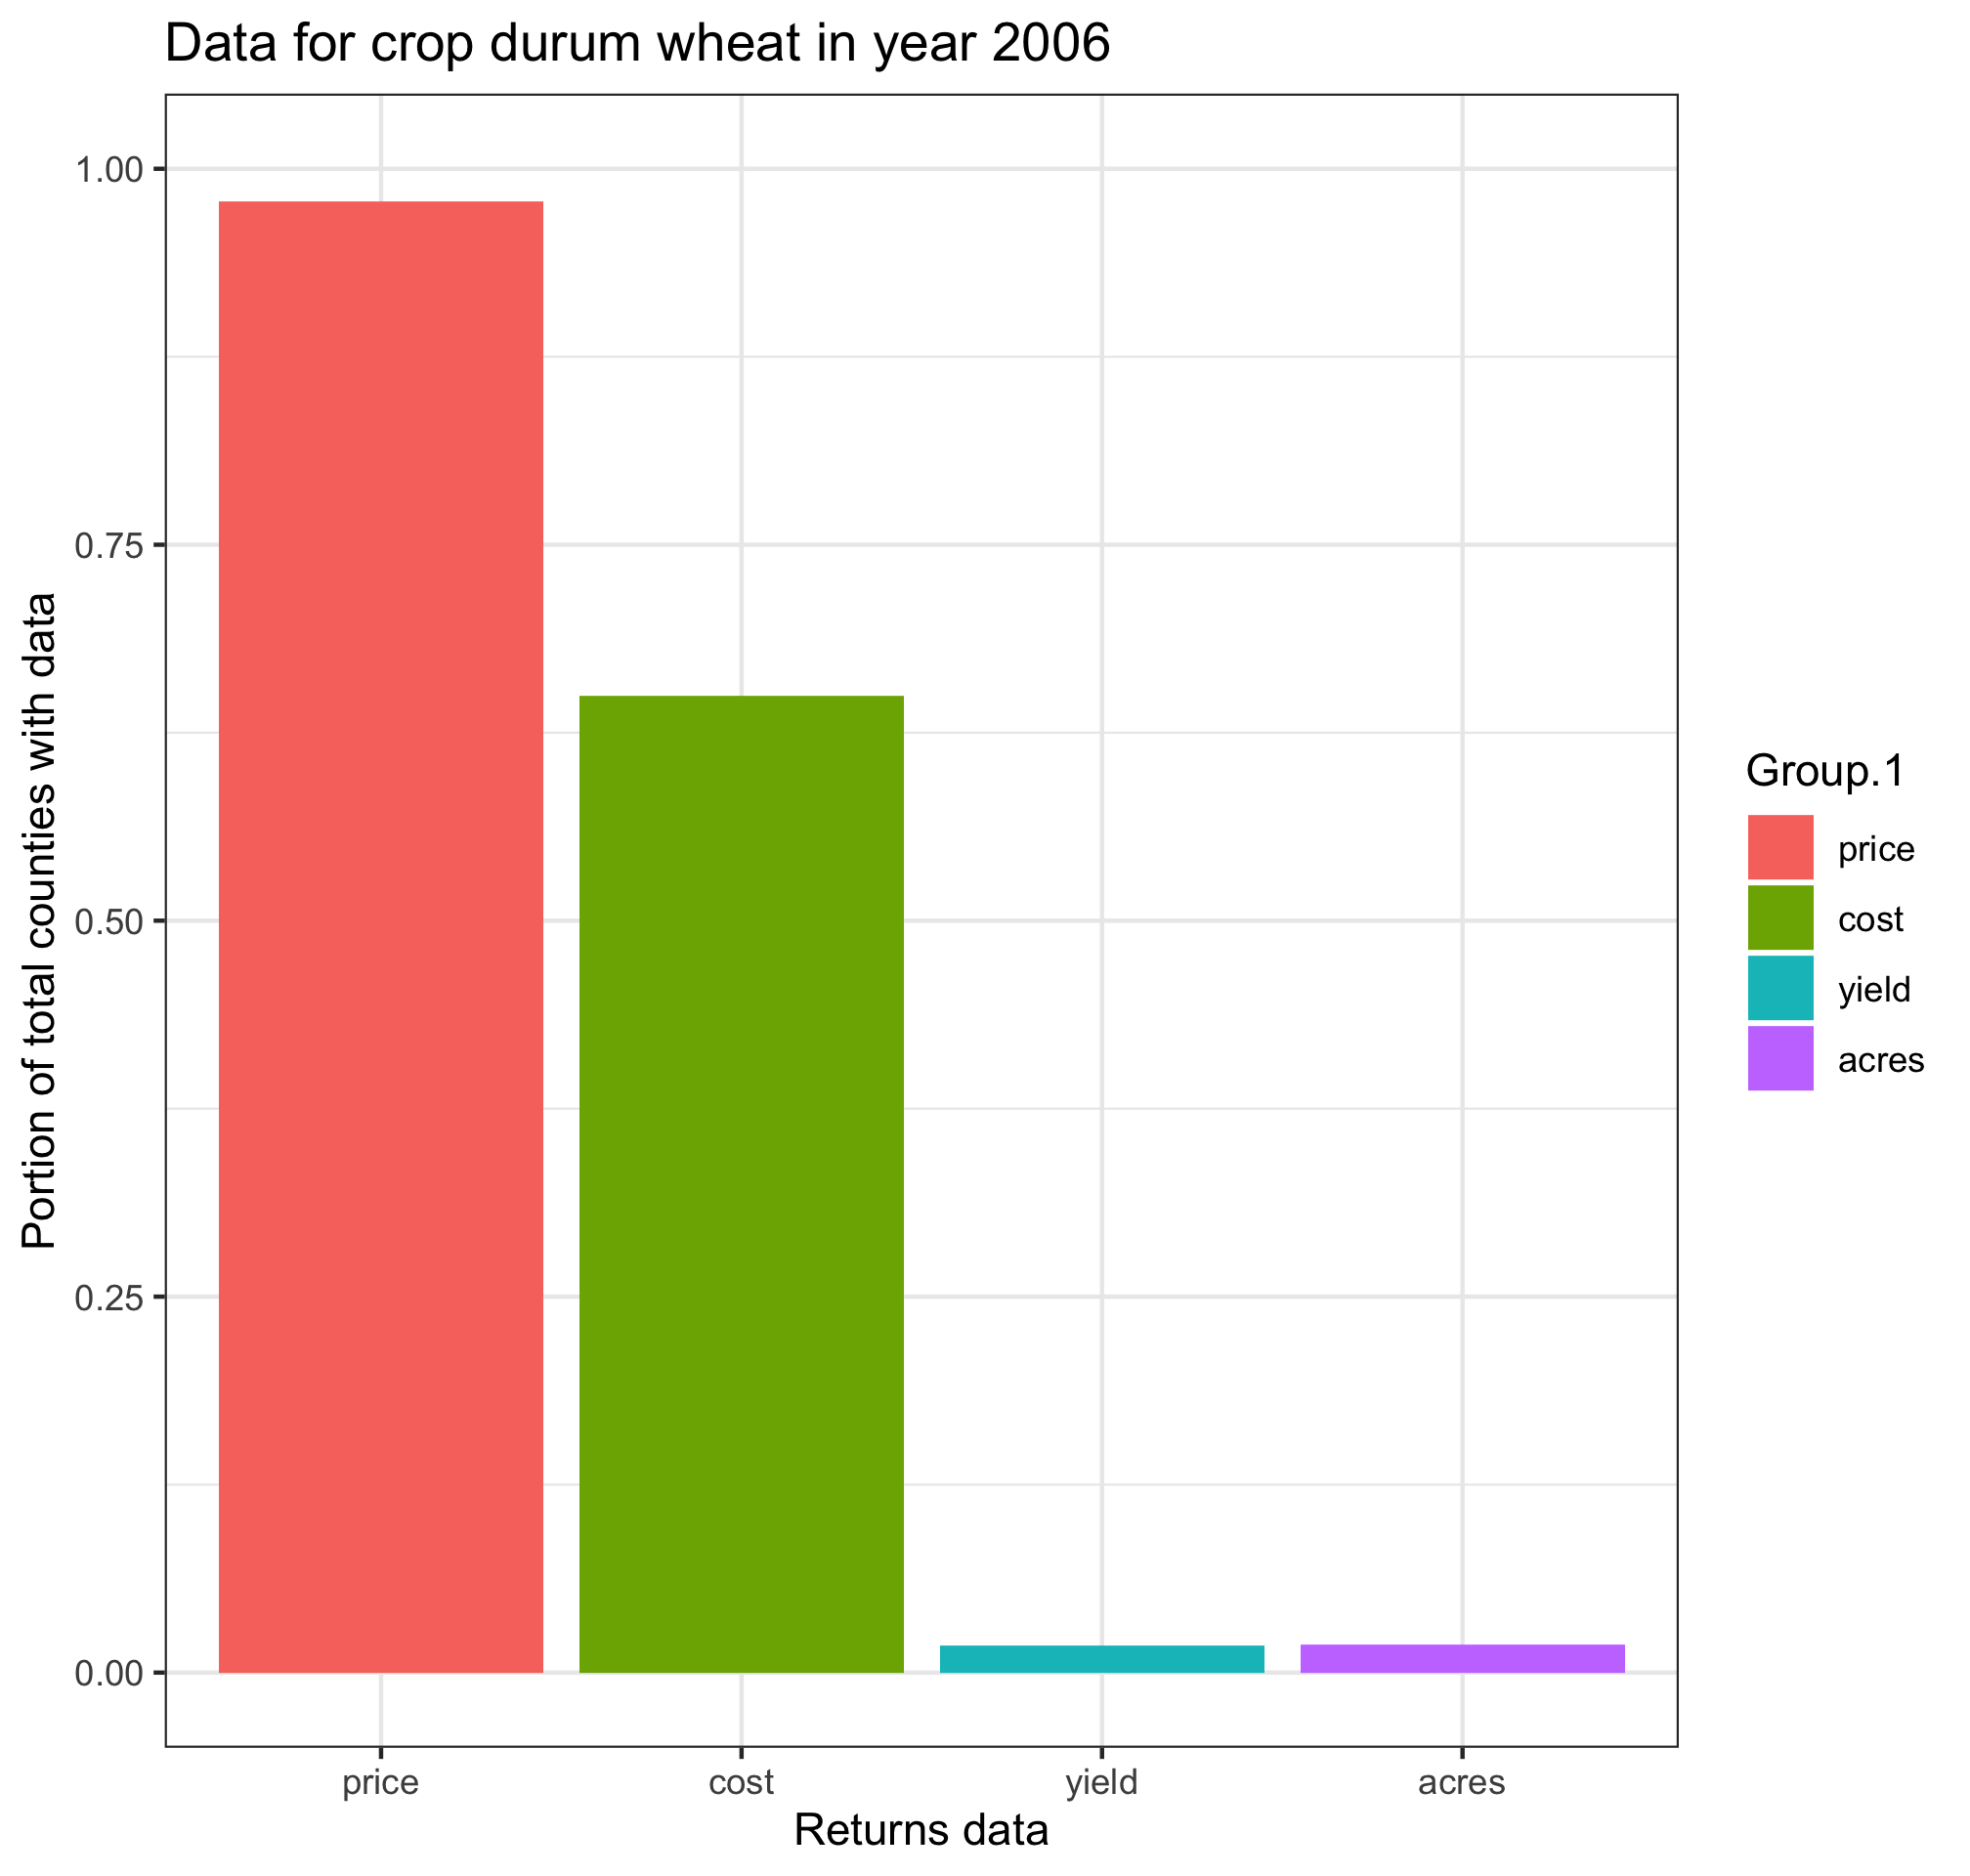 Data for crop durum wheat in year 2006
Portion of total counties with data
1.00
0.75
0.50
0.25
0.00
price
cost
yield
acres
Returns data
Group.1
price
cost
yield
acres